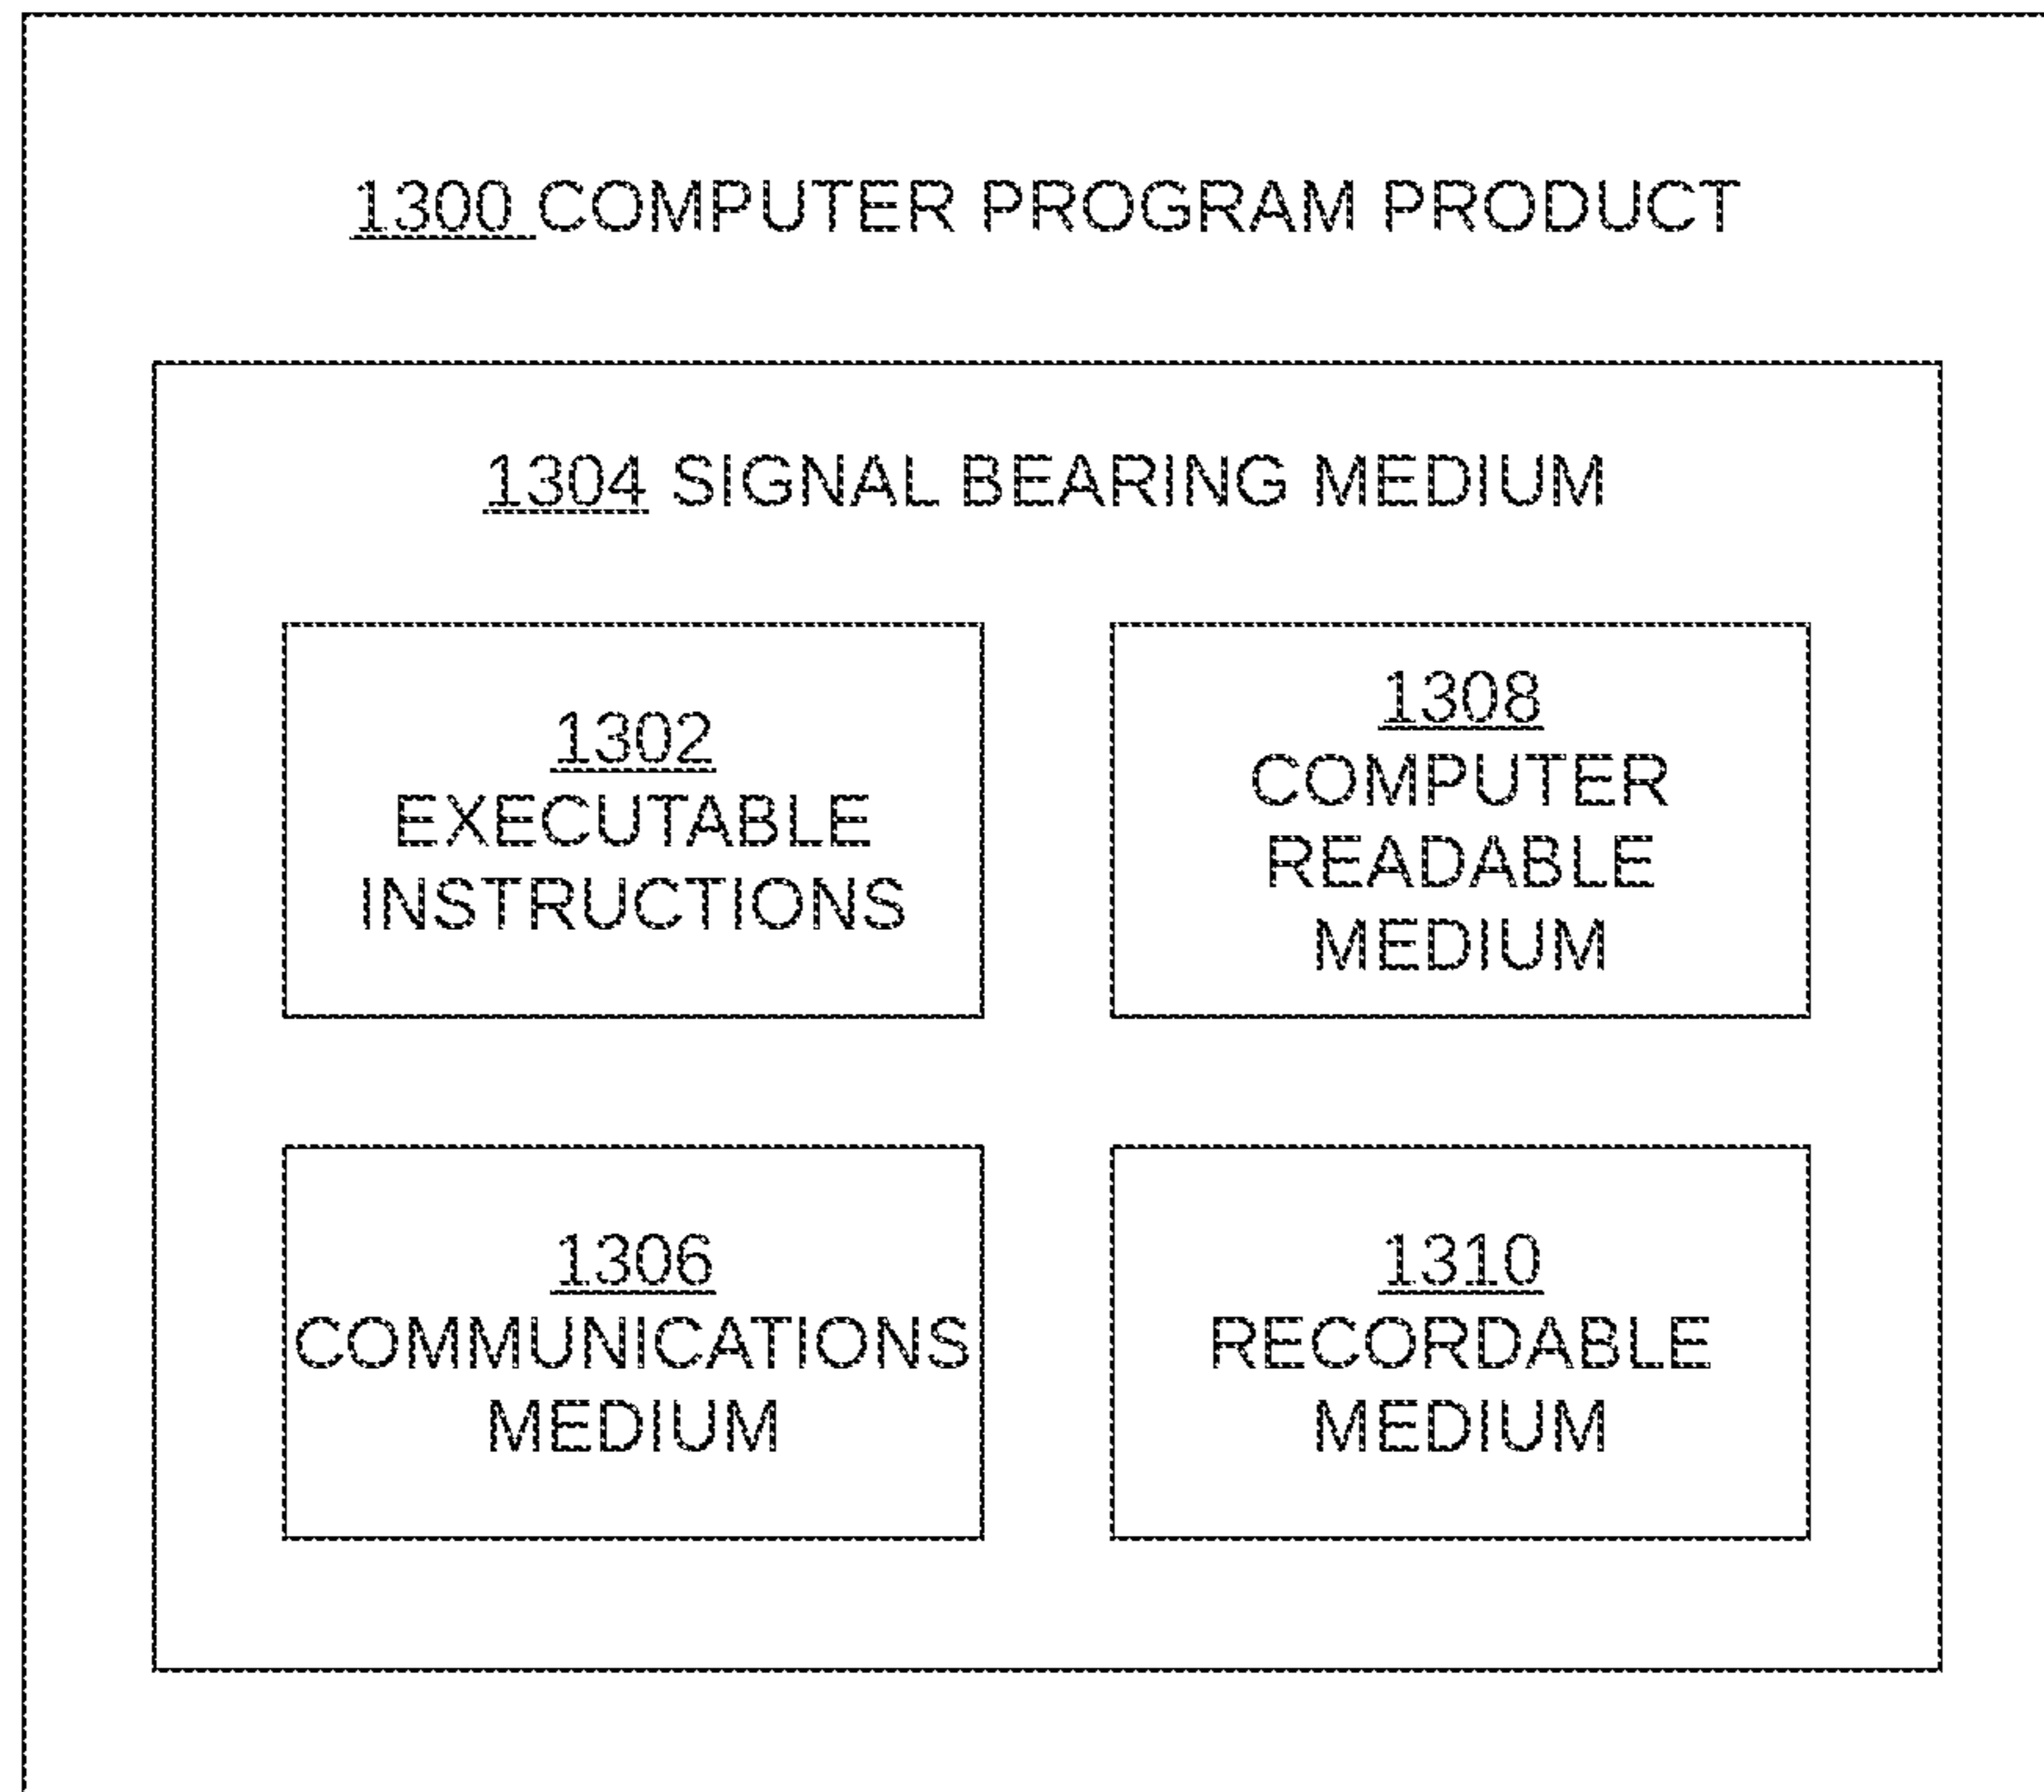 1300 COMPUTER PROGRAM PRODUCT
1304 SIGNAL BEARING MEDIUM
1302
EXECUTABLE
INSTRUCTIONS
1308
COMPUTER
READABLE
MEDIUM
1306
COMMUNICATIONS
MEDIUM
1310
RECORDABLE
MEDIUM